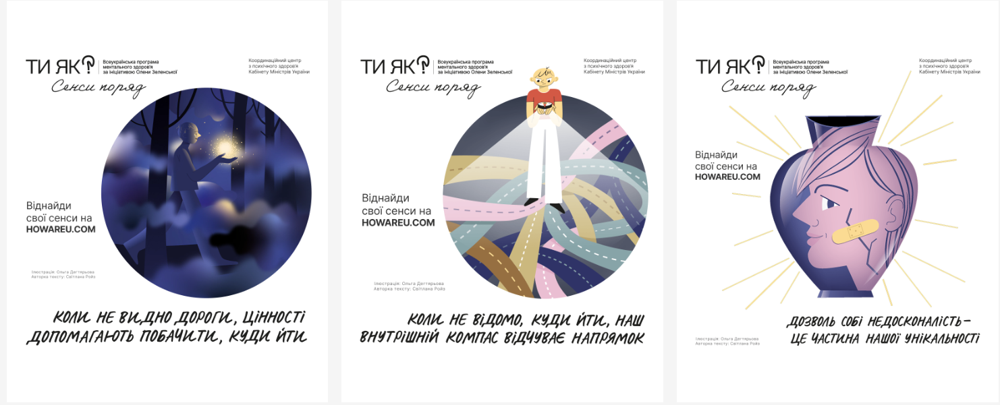 ТИ ЯК?
Всеукраїнська програма
ментального здоров'я
за ініціативою Олени Зеленської
Координаційний центр
з психічного здоров'я
Кабінету Міністрів України
Сенси поряд
Віднайди
свої сенси на
HOWAREU.COM
Ілюстрація: Ольга Дегтярьова
Авторка тексту: Світлана Ройз
КОЛИ НЕ ВИДНО ДОРОГИ, ЦІННОСТІ
ДОПОМАГАЮТЬ ПОБАЧИТИ, КУДИ ЙТИ
ТИ ЯК?
Всеукраїнська програма
ментального здоров'я
за ініціативою Олени Зеленської
Координаційний центр
з психічного здоров'я
Кабінету Міністрів України
Сенси поряд
Віднайди
свої сенси на
HOWAREU.COM
Ілюстрація: Ольга Дегтярьова
Авторка тексту: Світлана Ройз
КОЛИ НЕ ВІДОМО, КУДИ ЙТИ, НАШ
ВНУТРІШНІЙ КОМПАС ВІДЧУВАЄ НАПРЯМОК
ТИ ЯК?
Всеукраїнська програма
ментального здоров'я
за ініціативою Олени Зеленської
Координаційний центр
з психічного здоров'я
Кабінету Міністрів України
Сенси поряд
Віднайди
свої сенси на
HOWAREU.COM
Ілюстрація: Ольга Дегтярьова
Авторка тексту: Світлана Ройз
ДОЗВОЛЬ СОБІ НЕДОСКОНАЛІСТЬ –
ЦЕ ЧАСТИНА НАШОЇ УНІКАЛЬНОСТІ